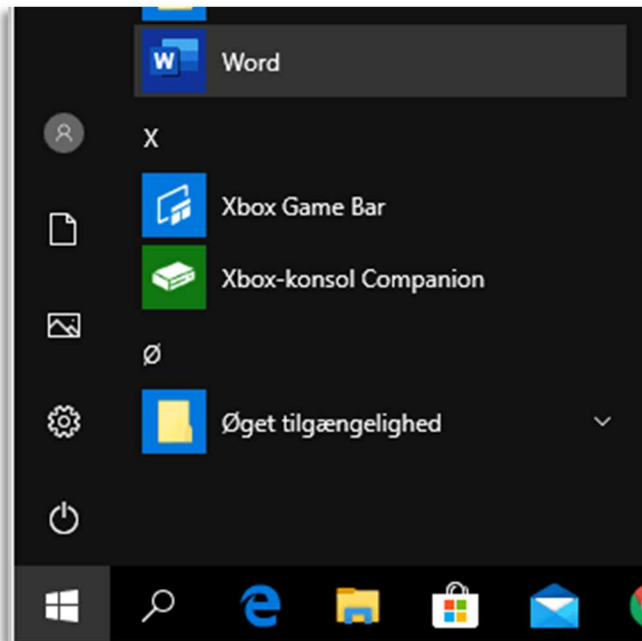 Word
X
Xbox Game Bar
Xbox-konsol Companion
Ø
Øget tilgængelighed